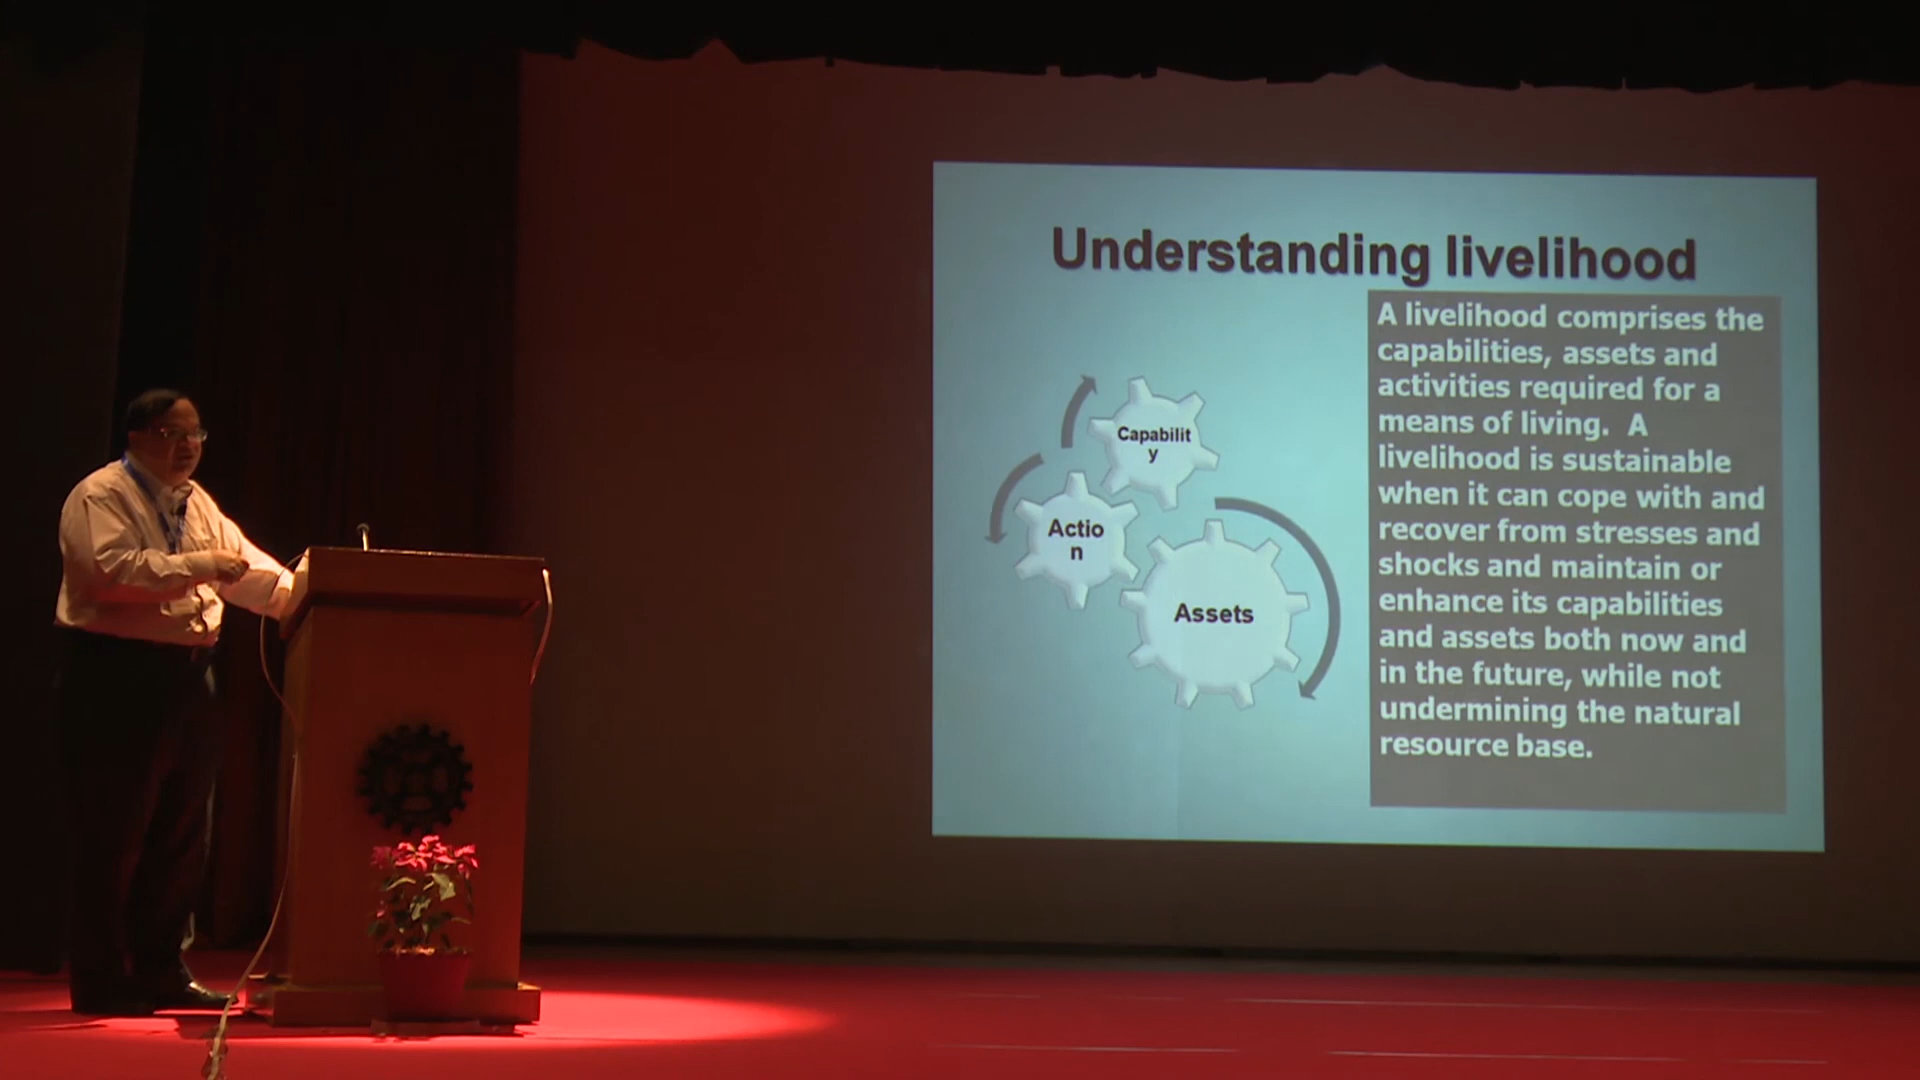 Understanding livelihood
Capabilit
y
Actio
n
Assets
A livelihood comprises the
capabilities, assets and
activities required for a
means of living. A
livelihood is sustainable
when it can cope with and
recover from stresses and
shocks and maintain or
enhance its capabilities
and assets both now and
in the future, while not
undermining the natural
resource base.